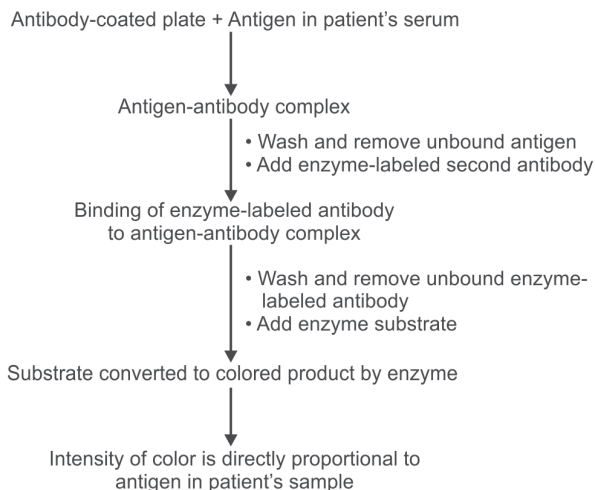 Antibody-coated plate + Antigen in patient's serum
Antigen-antibody complex
• Wash and remove unbound antigen
• Add enzyme-labeled second antibody
Binding of enzyme-labeled antibody
to antigen-antibody complex
• Wash and remove unbound enzyme-
labeled antibody
• Add enzyme substrate
Substrate converted to colored product by enzyme
Intensity of color is directly proportional to
antigen in patient's sample